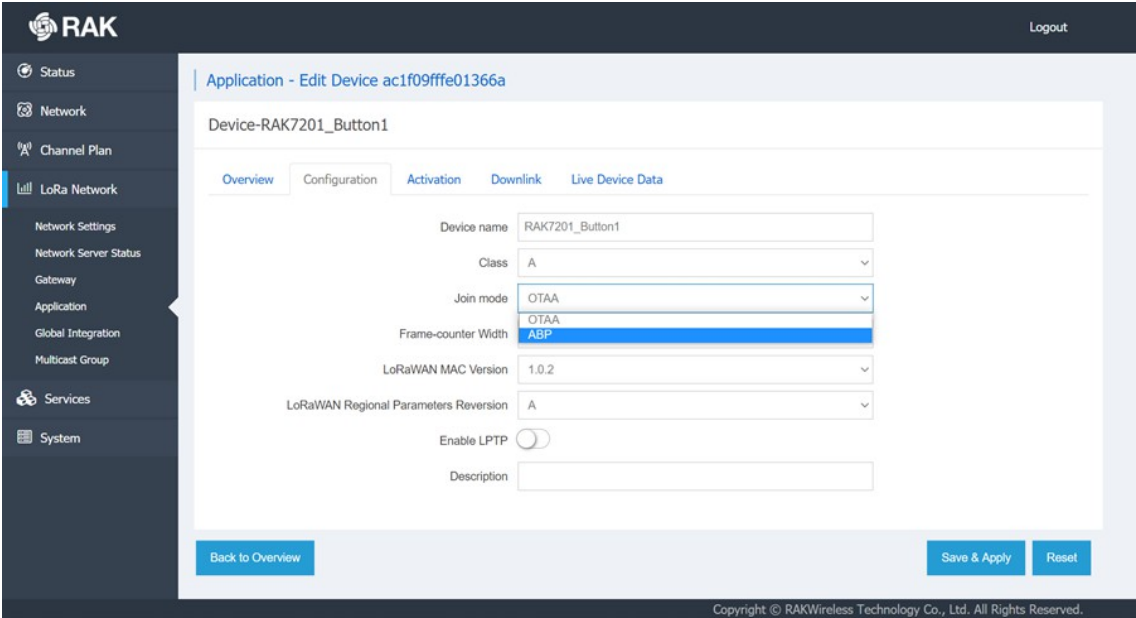 RAK
Logout
Status
Network
Channel Plan
LoRa Network
Network Settings
Network Server Status
Gateway
Application
Global Integration
Multicast Group
Services
System
Application - Edit Device ac1f09fffe01366a
Device-RAK7201_Button1
Overview Configuration Activation Downlink Live Device Data
Device name RAK7201_Button1
Class A
Join mode OTAA
OTAA
Frame-counter Width ABP
LoRaWAN MAC Version 1.0.2
LoRaWAN Regional Parameters Reversion A
Enable LPTP
Description
Back to Overview Save & Apply Reset
Copyright © RAKWireless Technology Co., Ltd. All Rights Reserved.